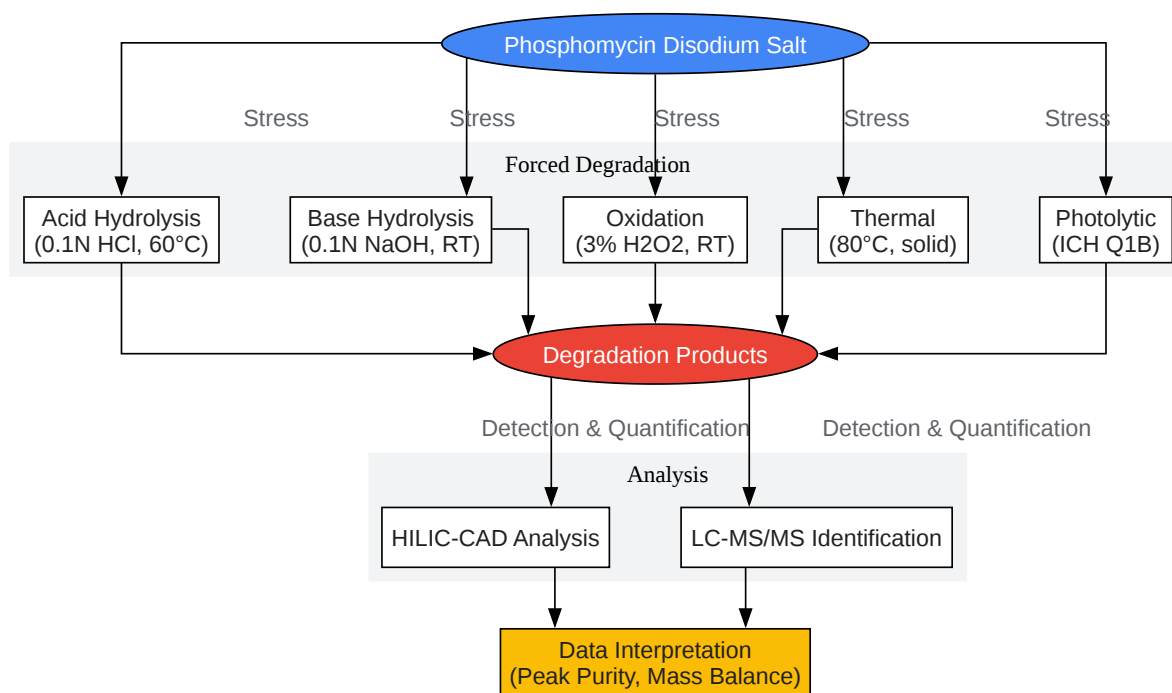 Phosphomycin Disodium Salt
Stress
Stress
Stress
Stress
Stress
Forced Degradation
Acid Hydrolysis
(0.1N HCl, 60°C)
Base Hydrolysis
(0.1N NaOH, RT)
Oxidation
(3% H2O2, RT)
Thermal
(80°C, solid)
Photolytic
(ICH Q1B)
Degradation Products
Detection & Quantification
Detection & Quantification
Analysis
HILIC-CAD Analysis
LC-MS/MS Identification
Data Interpretation
(Peak Purity, Mass Balance)